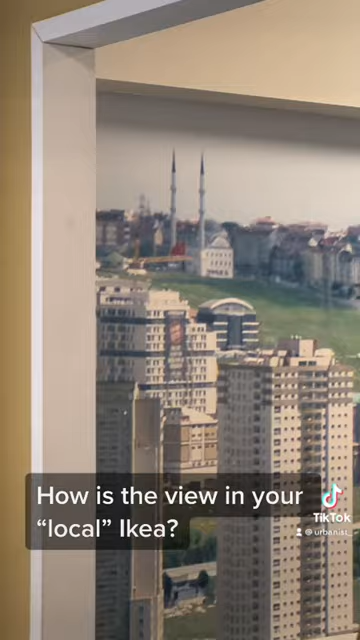 How is the view in your
“local” Ikea?
TikTok
@urbanist_